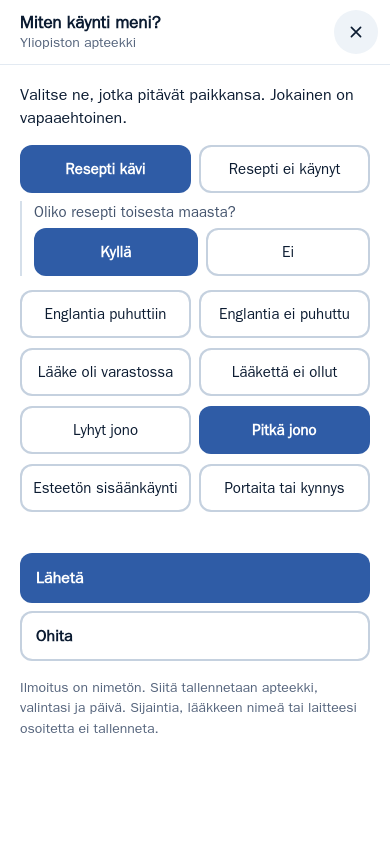 Miten käynti meni?
Yliopiston apteekki
✕
Valitse ne, jotka pitävät paikkansa. Jokainen on
vapaaehtoinen.
Resepti kävi
Resepti ei käynyt
Oliko resepti toisesta maasta?
Kyllä
Ei
Englantia puhuttiin
Englantia ei puhuttu
Lääke oli varastossa
Lääkettä ei ollut
Lyhyt jono
Pitkä jono
Esteetön sisäänkäynti
Portaita tai kynnys
Lähetä
Ohita
Ilmoitus on nimetön. Siitä tallennetaan apteekki,
valintasi ja päivä. Sijaintia, lääkkeen nimeä tai laitteesi
osoitetta ei tallenneta.